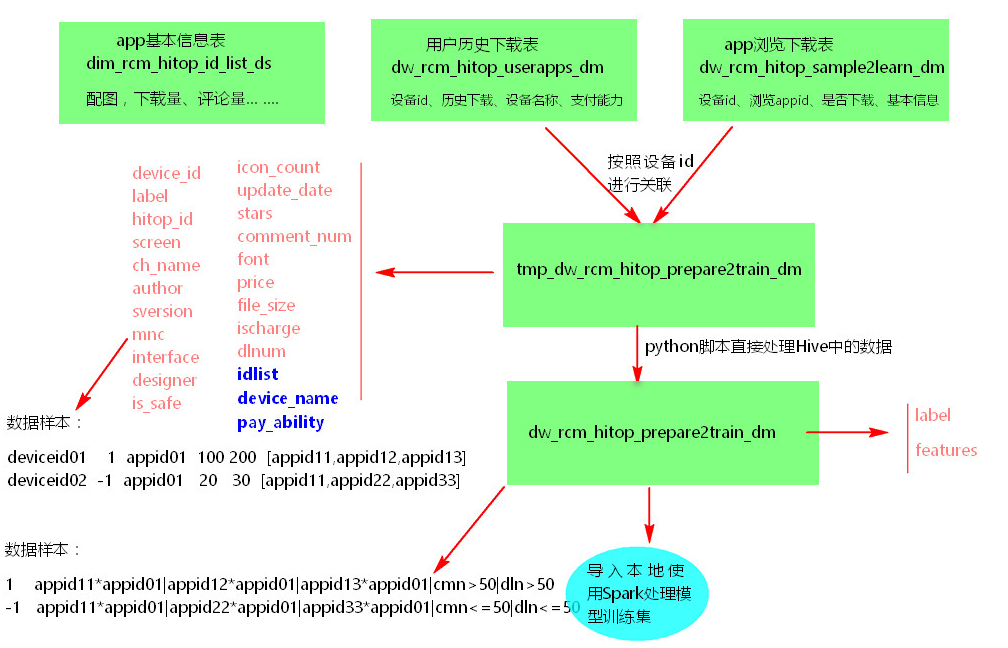 app基本信息表
dim_rcm_hitop_id_list_ds
配图，下载量、评论量... ....
用户历史下载表
dw_rcm_hitop_userapps_dm
设备id、历史下载、设备名称、支付能力
app浏览下载表
dw_rcm_hitop_sample2learn_dm
设备id、浏览appid、是否下载、基本信息
按照设备id
进行关联
tmp_dw_rcm_hitop_prepare2train_dm
device_id
label
hitop_id
screen
ch_name
author
sversion
mnc
interface
designer
is_safe
icon_count
update_date
stars
comment_num
font
price
file_size
ischarge
dlnum
idlist
device_name
pay_ability
python脚本直接处理Hive中的数据
dw_rcm_hitop_prepare2train_dm
label
features
数据样本：
deviceid01 1 appid01 100 200 [appid11,appid12,appid13]
deviceid02 -1 appid01 20 30 [appid11,appid22,appid33]
数据样本：
1 appid11*appid01|appid12*appid01|appid13*appid01|cmn>50|dln>50
-1 appid11*appid01|appid22*appid01|appid33*appid01|cmn<=50|dln<=50
导入本地使
用Spark处理模
型训练集